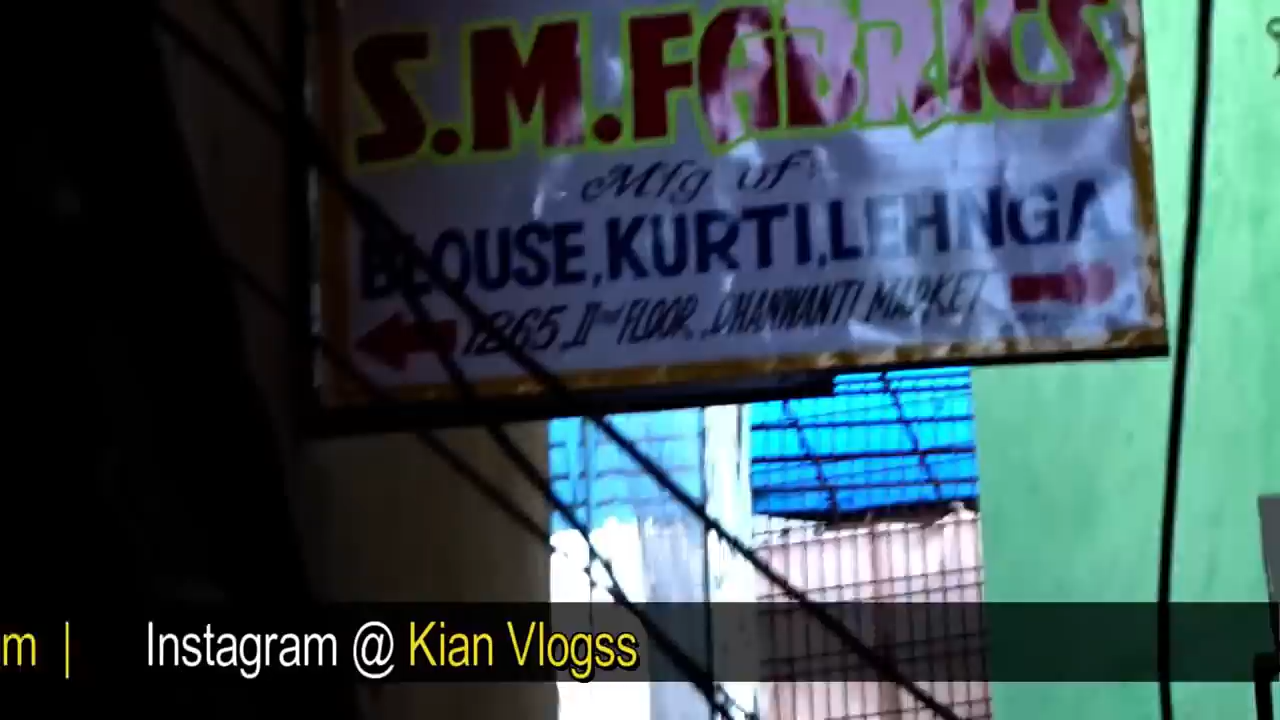 S.M.FABRICS
Mfg of:
BLOUSE,KURTI,LEHNGA
1865, IInd FLOOR, DHANWANTI MARKET
m | Instagram @ Kian Vlogss